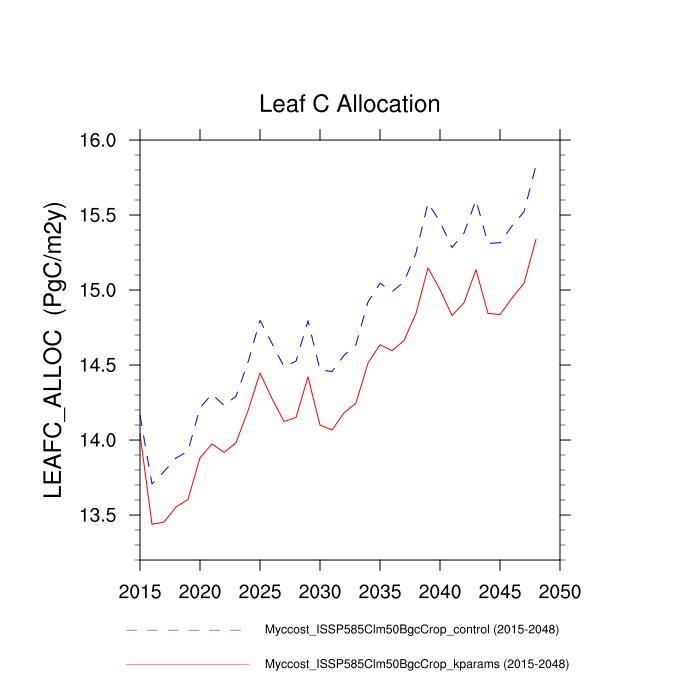 Leaf C Allocation
LEAFC_ALLOC (PgC/m2y)
16.0
15.5
15.0
14.5
14.0
13.5
2015 2020 2025 2030 2035 2040 2045 2050
Myccost_ISSP585Clm50BgcCrop_control (2015-2048)
Myccost_ISSP585Clm50BgcCrop_kparams (2015-2048)